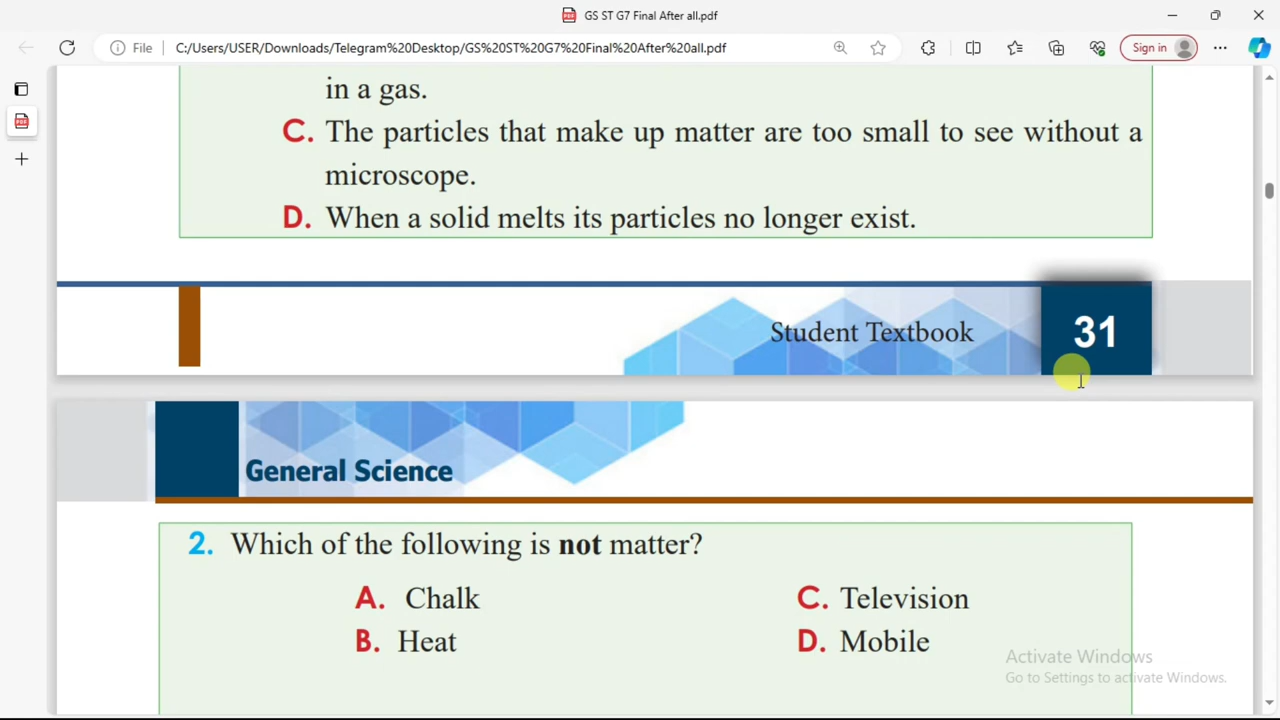 GS ST G7 Final After all.pdf
File
C:/Users/USER/Downloads/Telegram%20Desktop/GS%20ST%20G7%20Final%20After%20all.pdf
Sign in
in a gas.
C. The particles that make up matter are too small to see without a
microscope.
D. When a solid melts its particles no longer exist.
Student Textbook
31
General Science
2. Which of the following is not matter?
A. Chalk
C. Television
B. Heat
D. Mobile
Activate Windows
Go to Settings to activate Windows.